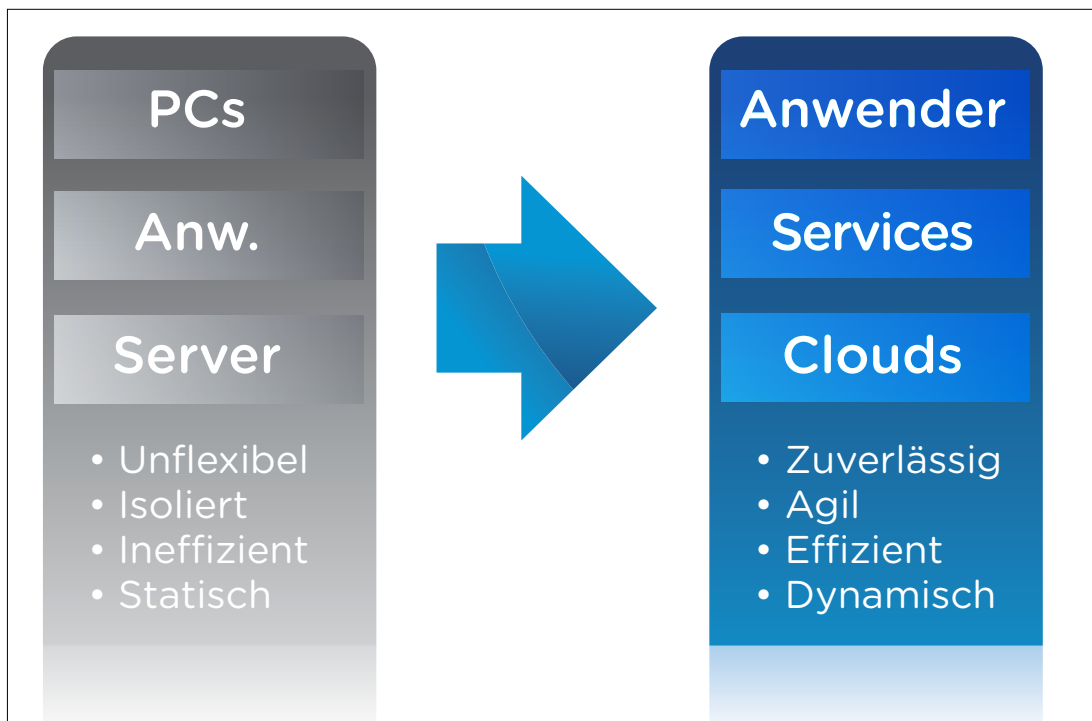 PCs
Anw.
Server
• Unflexibel
• Isoliert
• Ineffizient
• Statisch
Anwender
Services
Clouds
• Zuverlässig
• Agil
• Effizient
• Dynamisch